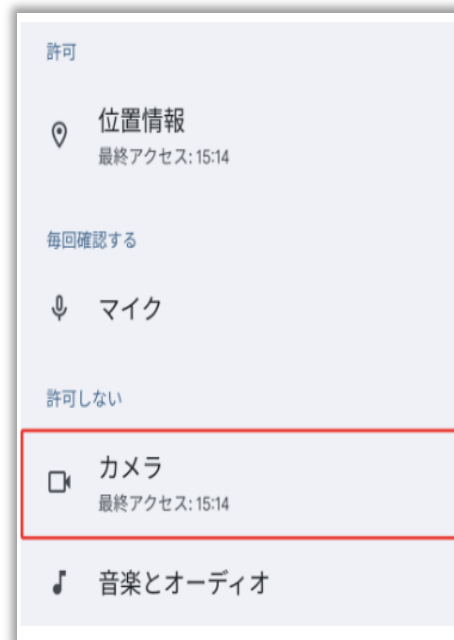 許可
位置情報
最終アクセス: 15:14
毎回確認する
マイク
許可しない
カメラ
最終アクセス: 15:14
音楽とオーディオ